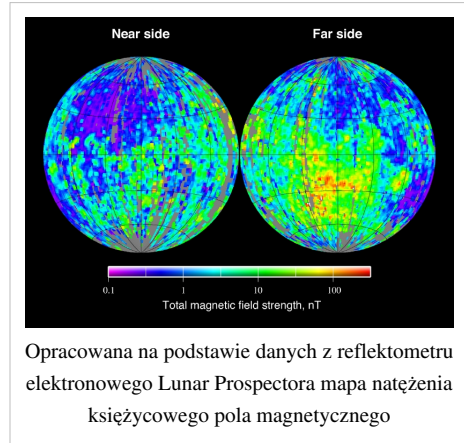 Near side Far side
0.1 1 10 100
Total magnetic field strength, nT
Opracowana na podstawie danych z reflektometru
elektronowego Lunar Prospectora mapa natężenia
księżycowego pola magnetycznego